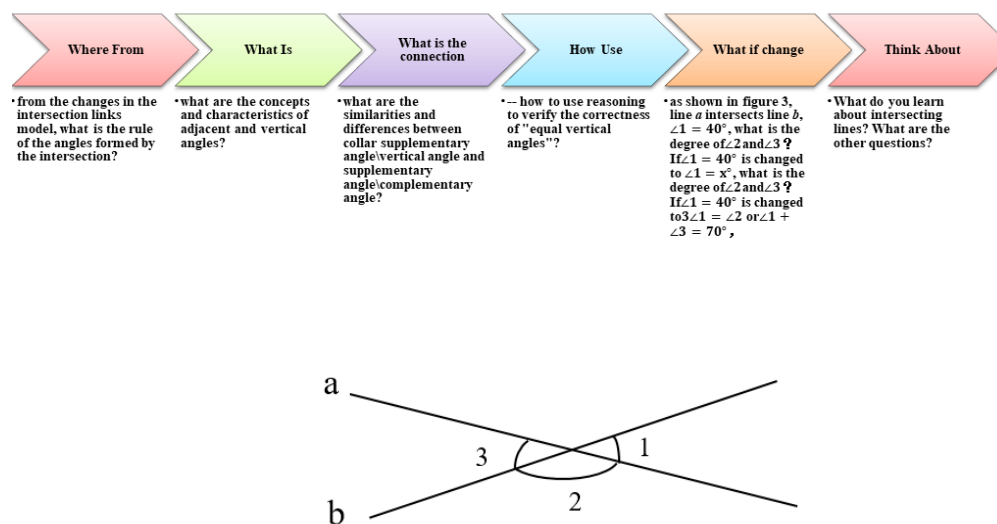 Where From
What Is
What is the
connection
How Use
What if change
Think About
•from the changes in the
intersection links
model, what is the rule
of the angles formed by
the intersection?
•what are the concepts
and characteristics of
adjacent and vertical
angles?
•what are the
similarities and
differences between
collar supplementary
angle\vertical angle and
supplementary
angle\complementary
angle?
•-- how to use reasoning
to verify the correctness
of "equal vertical
angles"?
•as shown in figure 3,
line a intersects line b,
∠1 = 40°, what is the
degree of∠2and∠3？
If∠1 = 40° is changed
to ∠1 = x°, what is the
degree of∠2and∠3？
If∠1 = 40° is changed
to3∠1 = ∠2 or∠1 +
∠3 = 70°，
•What do you learn
about intersecting
lines? What are the
other questions?
a
3
1
2
b